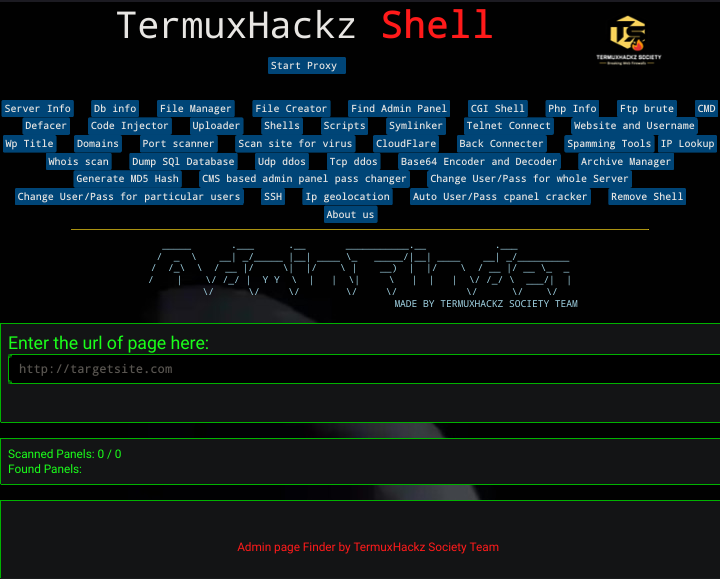 TermuxHackz Shell
TERMUXHACKZ SOCIETY
Start Proxy
Server Info Db info File Manager File Creator Find Admin Panel CGI Shell Php Info Ftp brute CMD
Defacer Code Injector Uploader Shells Scripts Symlinker Telnet Connect Website and Username
Wp Title Domains Port scanner Scan site for virus CloudFlare Back Connecter Spamming Tools IP Lookup
Whois scan Dump SQl Database Udp ddos Tcp ddos Base64 Encoder and Decoder Archive Manager
Generate MD5 Hash CMS based admin panel pass changer Change User/Pass for whole Server
Change User/Pass for particular users SSH Ip geolocation Auto User/Pass cpanel cracker Remove Shell
About us
MADE BY TERMUXHACKZ SOCIETY TEAM
Enter the url of page here:
http://targetsite.com
Scanned Panels: 0 / 0
Found Panels:
Admin page Finder by TermuxHackz Society Team